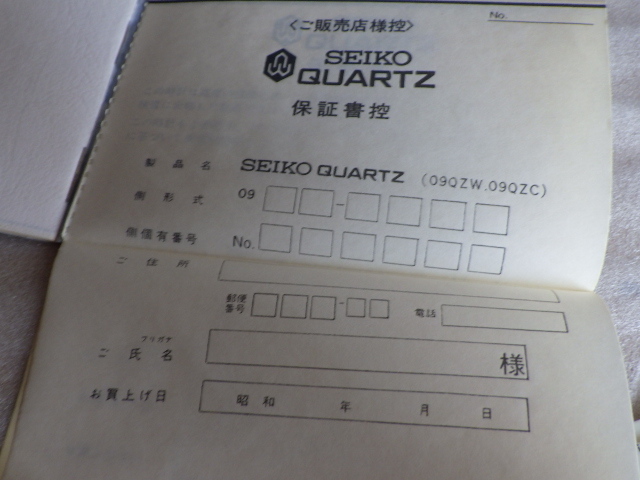 No.
〈ご販売店様控〉
SEIKO
QUARTZ
保証書控
製品名 SEIKO QUARTZ (09QZW.09QZC)
側形式 09 -
側個有番号 No.
ご住所
郵便番号 - 電話
フリガナ
ご氏名 様
お買上げ日 昭和 年 月 日